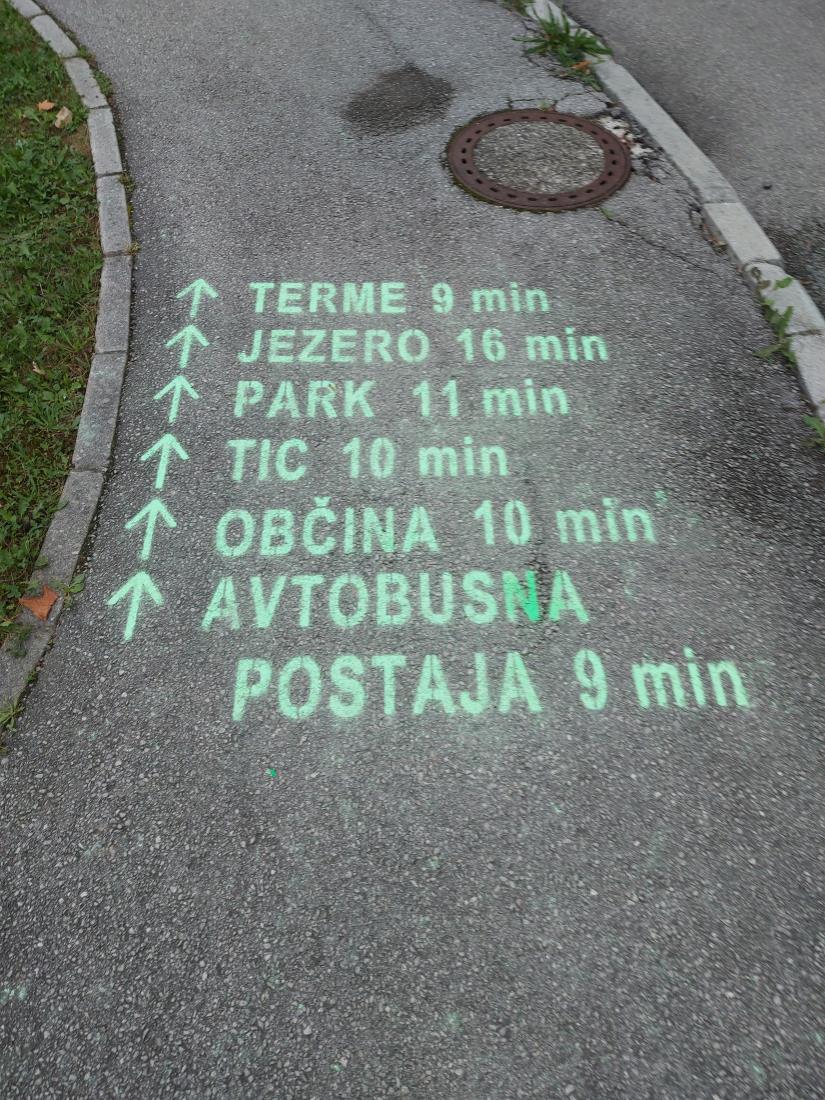 ↑ TERME 9 min
↑ JEZERO 16 min
↑ PARK 11 min
↑ TIC 10 min
↑ OBČINA 10 min
↑ AVTOBUSNA
POSTAJA 9 min